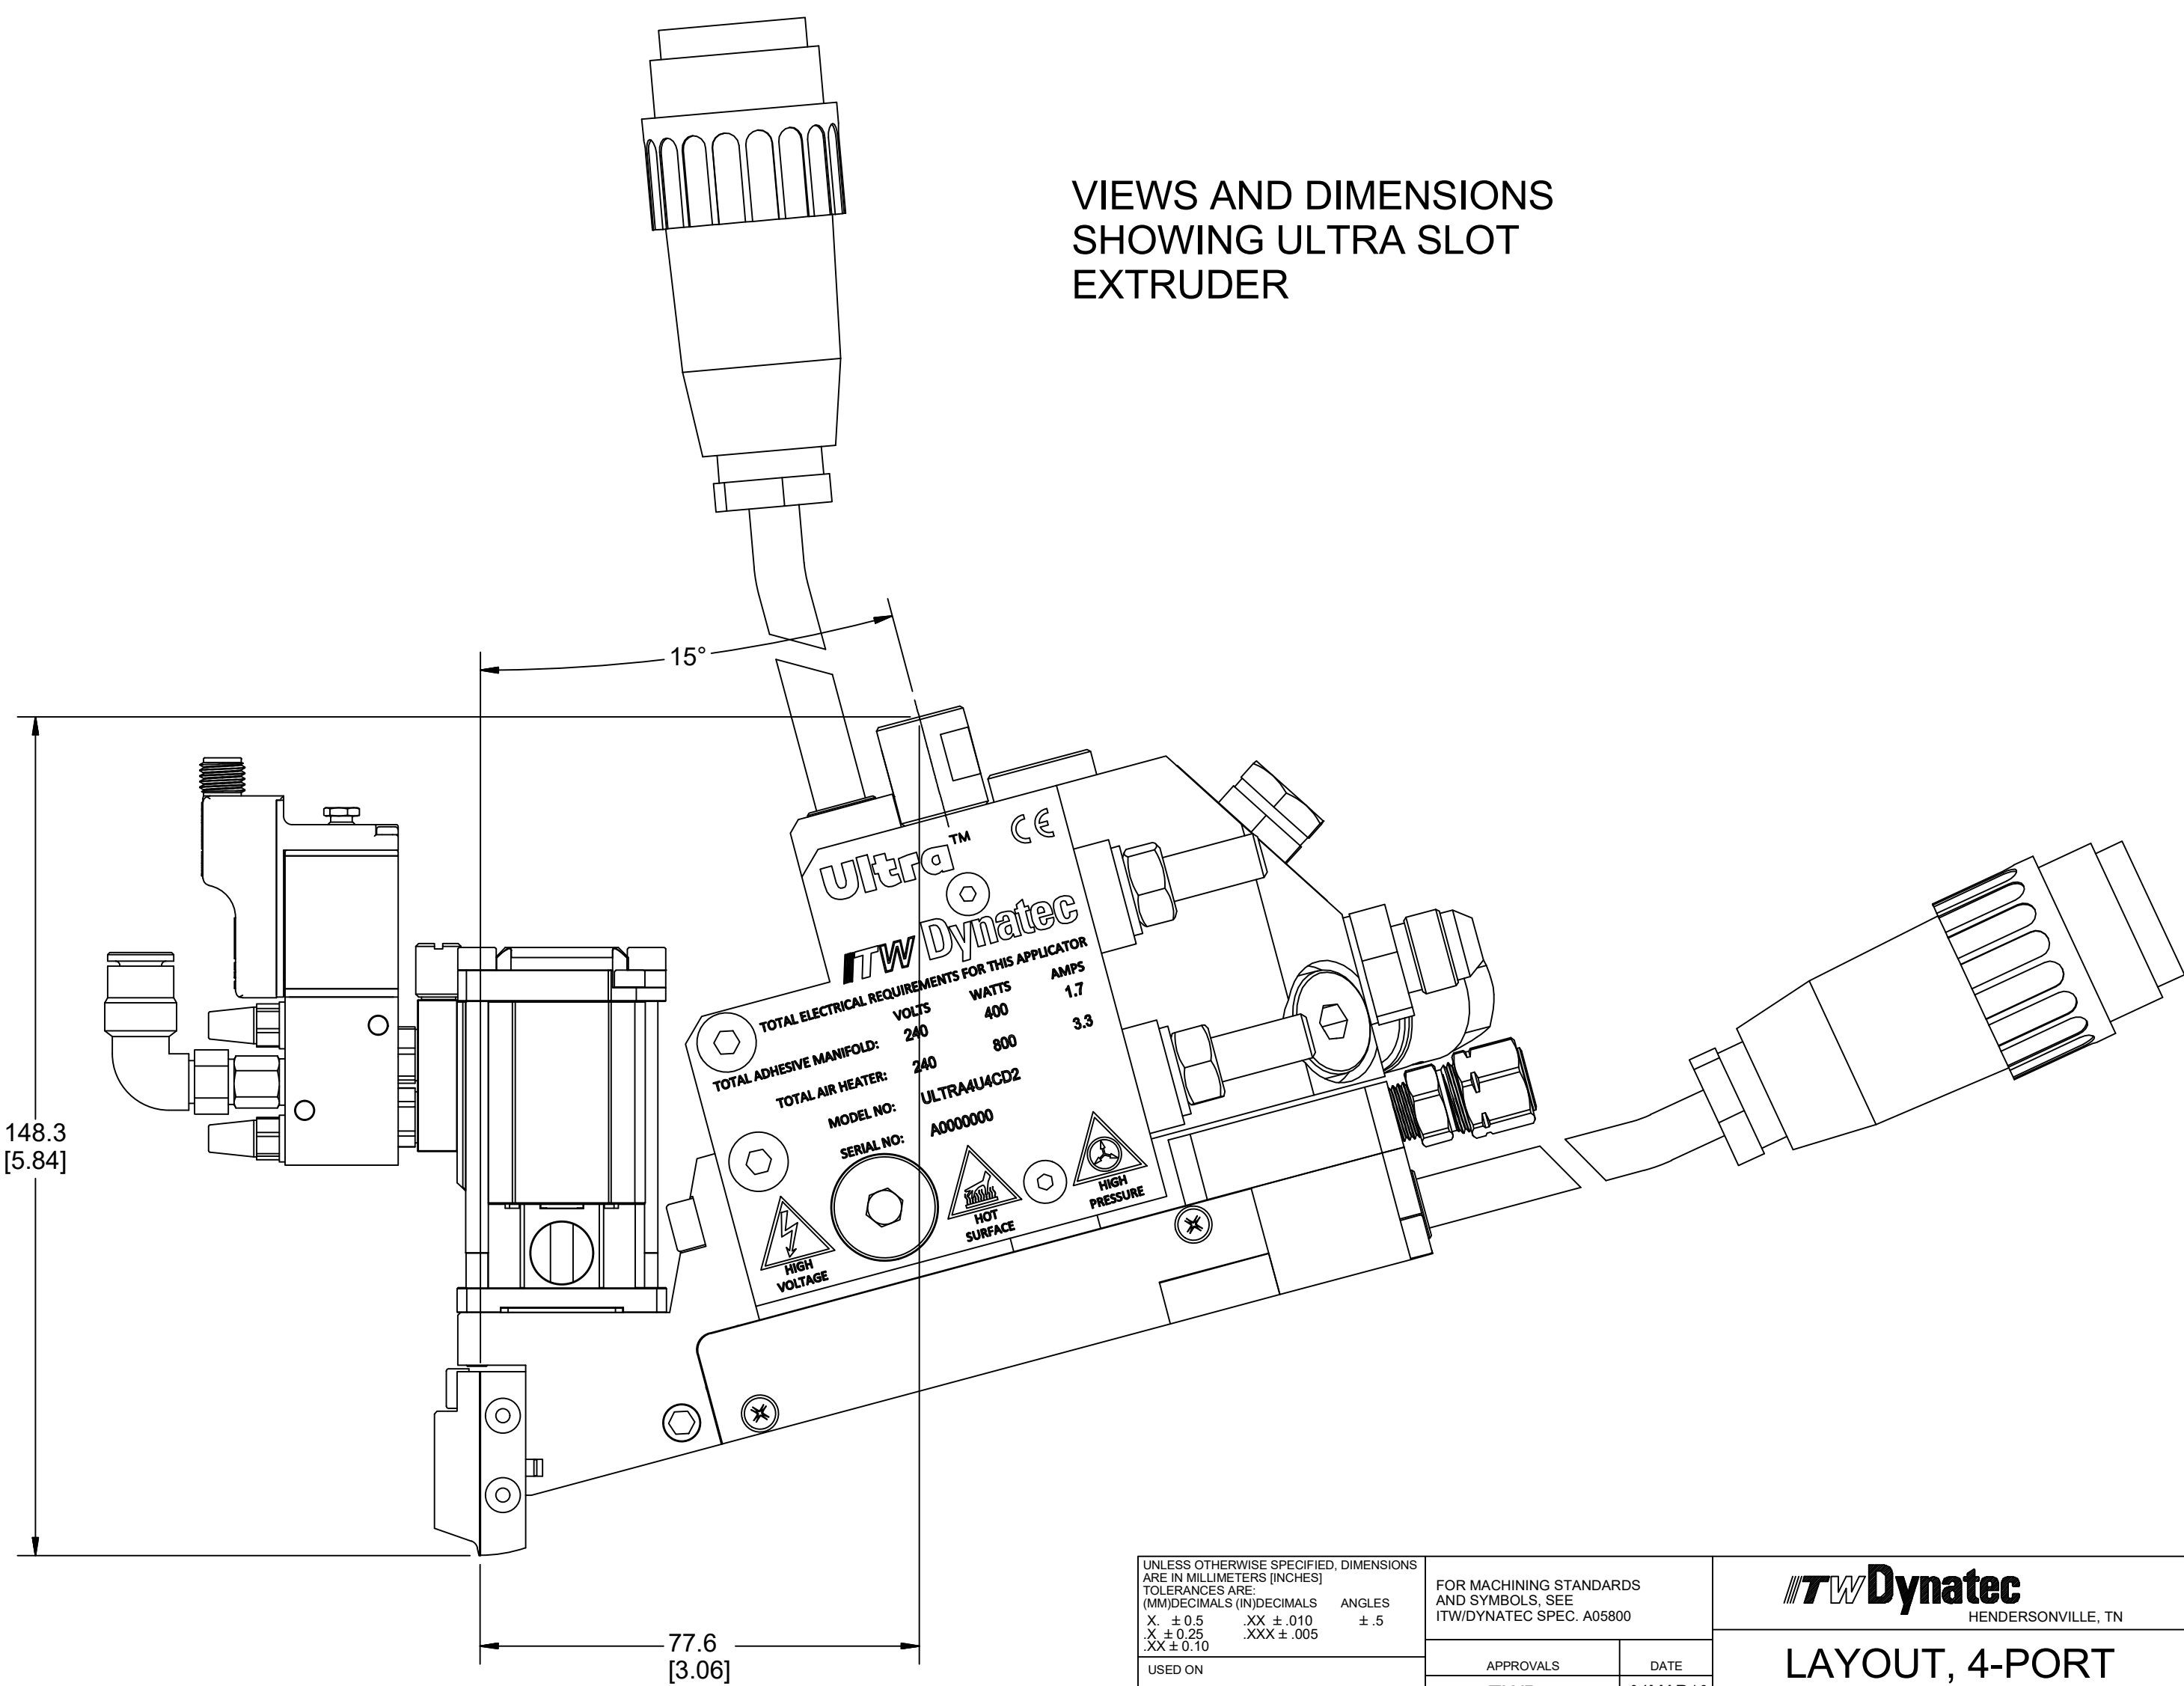 VIEWS AND DIMENSIONS
SHOWING ULTRA SLOT
EXTRUDER
15°
148.3
[5.84]
77.6
[3.06]
Ultra™ CE
ITW Dynatec
TOTAL ELECTRICAL REQUIREMENTS FOR THIS APPLICATOR
VOLTS WATTS AMPS
TOTAL ADHESIVE MANIFOLD: 240 400 1.7
TOTAL AIR HEATER: 240 800 3.3
MODEL NO: ULTRA4U4CD2
SERIAL NO: A0000000
HIGH
VOLTAGE
HOT
SURFACE
HIGH
PRESSURE
UNLESS OTHERWISE SPECIFIED, DIMENSIONS
ARE IN MILLIMETERS [INCHES]
TOLERANCES ARE:
(MM)DECIMALS (IN)DECIMALS ANGLES
X. ± 0.5 .XX ± .010 ± .5
.X ± 0.25 .XXX ± .005
.XX ± 0.10
USED ON
FOR MACHINING STANDARDS
AND SYMBOLS, SEE
ITW/DYNATEC SPEC. A05800
APPROVALS DATE
ITW Dynatec
HENDERSONVILLE, TN
LAYOUT, 4-PORT